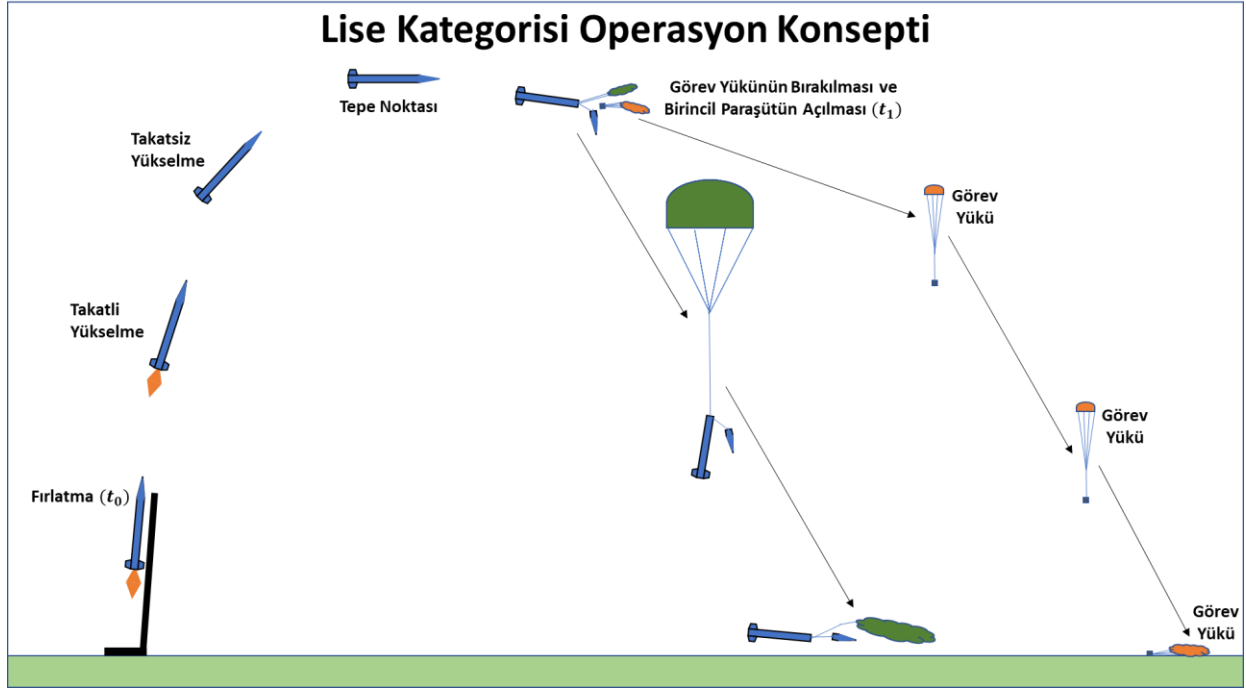 Lise Kategorisi Operasyon Konsepti
Tepe Noktası
Görev Yükünün Bırakılması ve
Birincil Paraşütün Açılması (t₁)
Takatsiz
Yükselme
Görev
Yükü
Takatli
Yükselme
Görev
Yükü
Fırlatma (t₀)
Görev
Yükü